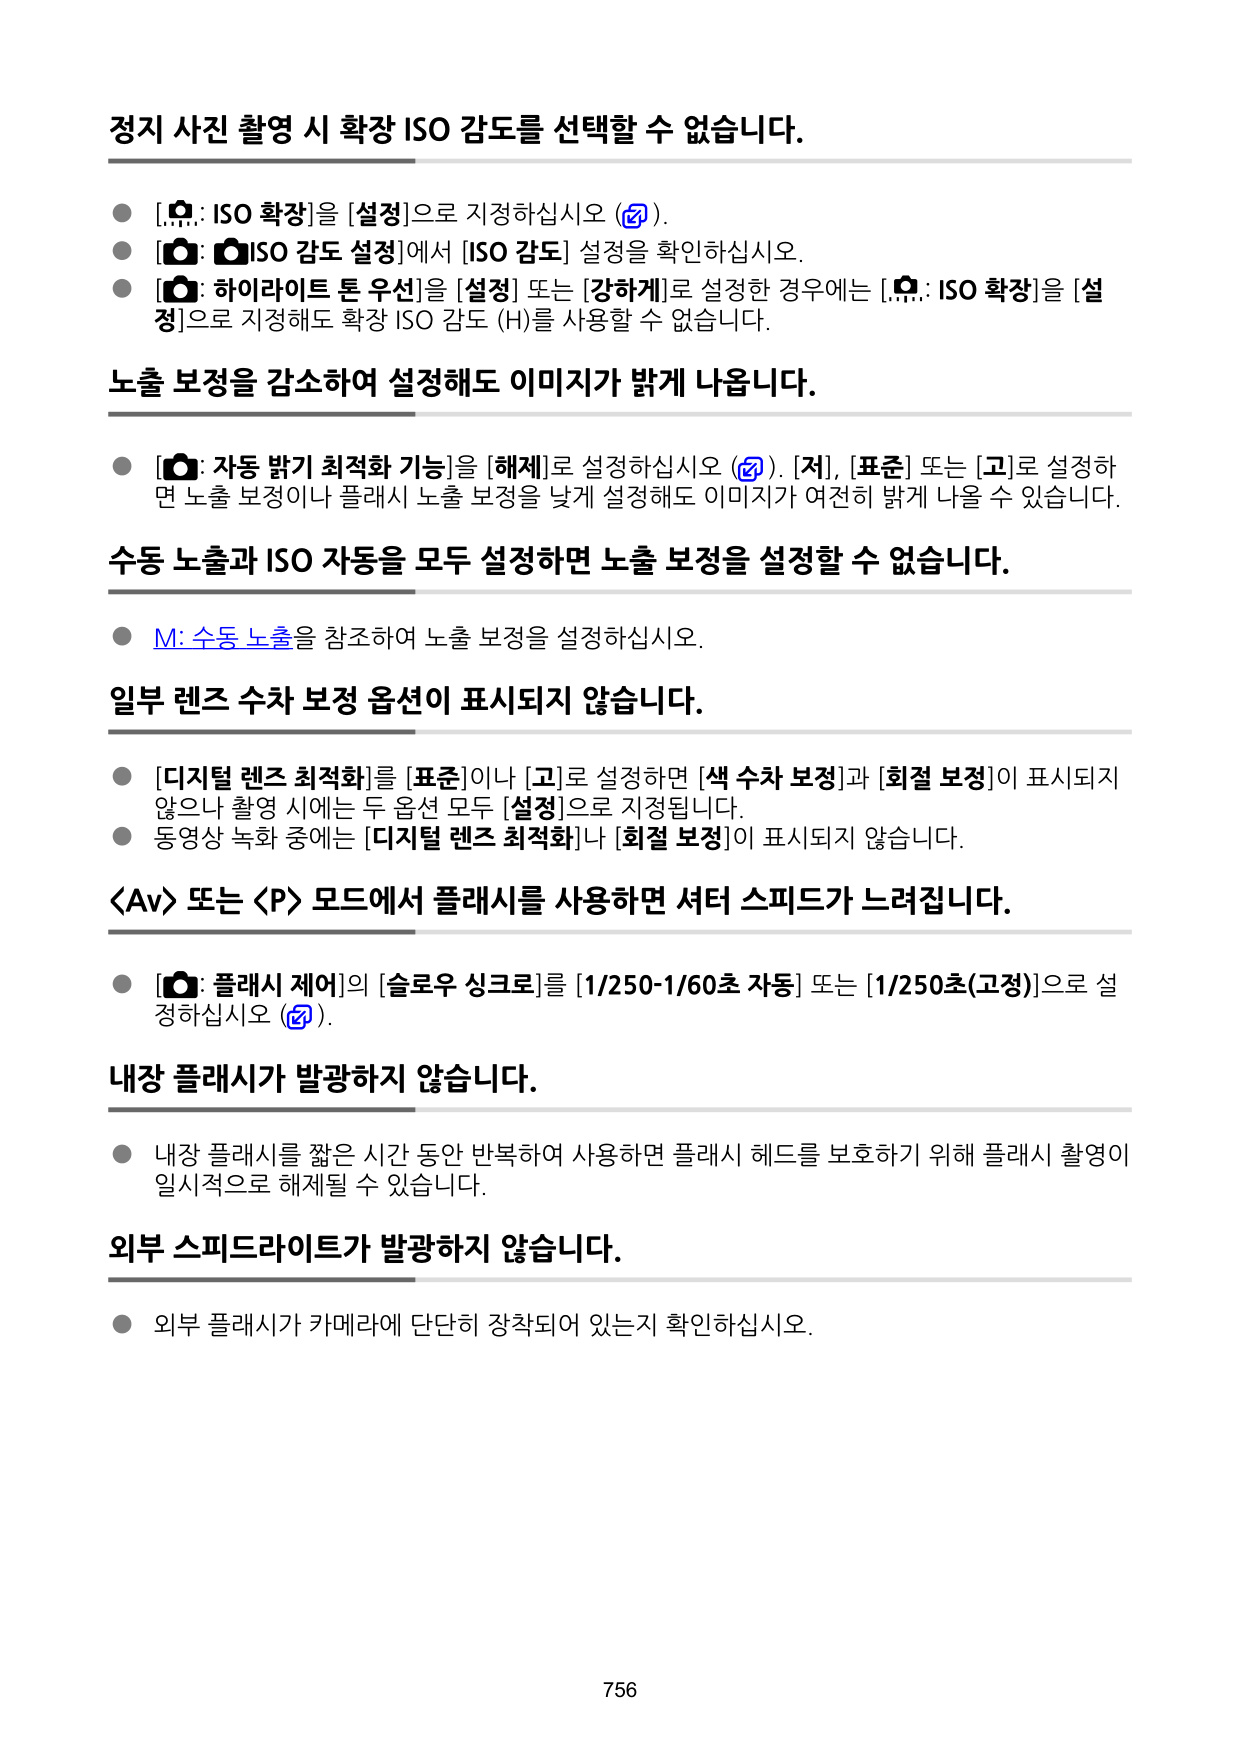 정지 사진 촬영 시 확장 ISO 감도를 선택할 수 없습니다.
● [: ISO 확장]을 [설정]으로 지정하십시오 ( ).
● [: ISO 감도 설정]에서 [ISO 감도] 설정을 확인하십시오.
● [: 하이라이트 톤 우선]을 [설정] 또는 [강하게]로 설정한 경우에는 [: ISO 확장]을 [설
정]으로 지정해도 확장 ISO 감도 (H)를 사용할 수 없습니다.
노출 보정을 감소하여 설정해도 이미지가 밝게 나옵니다.
● [: 자동 밝기 최적화 기능]을 [해제]로 설정하십시오 ( ). [저], [표준] 또는 [고]로 설정하
면 노출 보정이나 플래시 노출 보정을 낮게 설정해도 이미지가 여전히 밝게 나올 수 있습니다.
수동 노출과 ISO 자동을 모두 설정하면 노출 보정을 설정할 수 없습니다.
● M: 수동 노출을 참조하여 노출 보정을 설정하십시오.
일부 렌즈 수차 보정 옵션이 표시되지 않습니다.
● [디지털 렌즈 최적화]를 [표준]이나 [고]로 설정하면 [색 수차 보정]과 [회절 보정]이 표시되지
않으나 촬영 시에는 두 옵션 모두 [설정]으로 지정됩니다.
● 동영상 녹화 중에는 [디지털 렌즈 최적화]나 [회절 보정]이 표시되지 않습니다.
〈Av〉 또는 〈P〉 모드에서 플래시를 사용하면 셔터 스피드가 느려집니다.
● [: 플래시 제어]의 [슬로우 싱크로]를 [1/250-1/60초 자동] 또는 [1/250초(고정)]으로 설
정하십시오 ( ).
내장 플래시가 발광하지 않습니다.
● 내장 플래시를 짧은 시간 동안 반복하여 사용하면 플래시 헤드를 보호하기 위해 플래시 촬영이
일시적으로 해제될 수 있습니다.
외부 스피드라이트가 발광하지 않습니다.
● 외부 플래시가 카메라에 단단히 장착되어 있는지 확인하십시오.
756